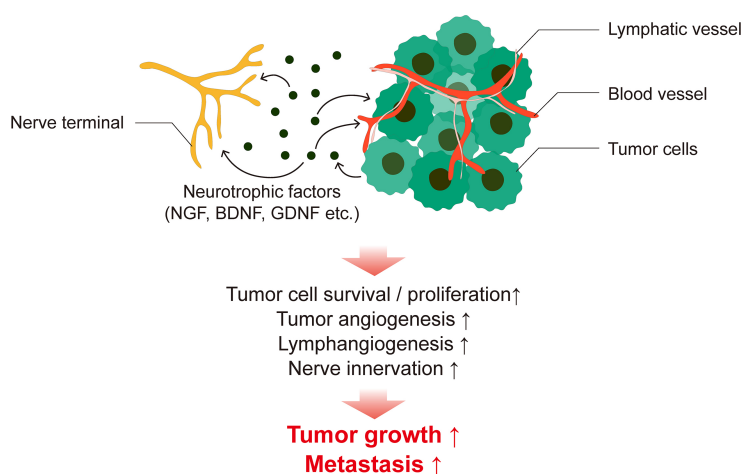 Lymphatic vessel
Blood vessel
Nerve terminal
Tumor cells
Neurotrophic factors
(NGF, BDNF, GDNF etc.)
Tumor cell survival / proliferation↑
Tumor angiogenesis ↑
Lymphangiogenesis ↑
Nerve innervation ↑
Tumor growth ↑
Metastasis ↑